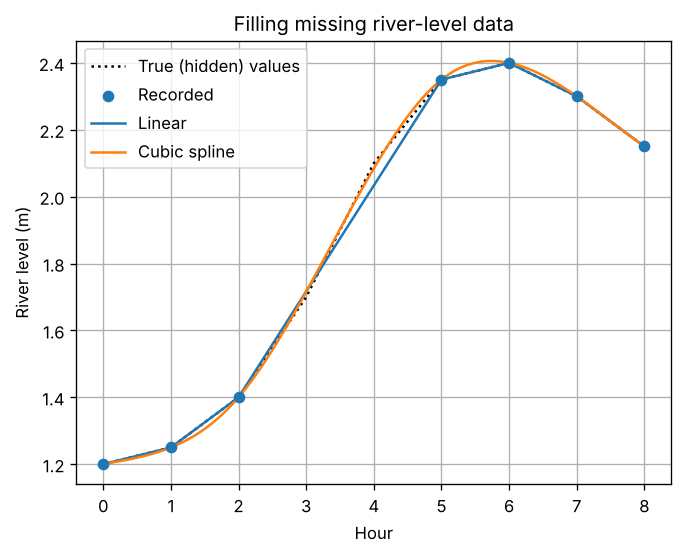 Filling missing river-level data
True (hidden) values
Recorded
Linear
Cubic spline
River level (m)
2.4
2.2
2.0
1.8
1.6
1.4
1.2
0 1 2 3 4 5 6 7 8
Hour